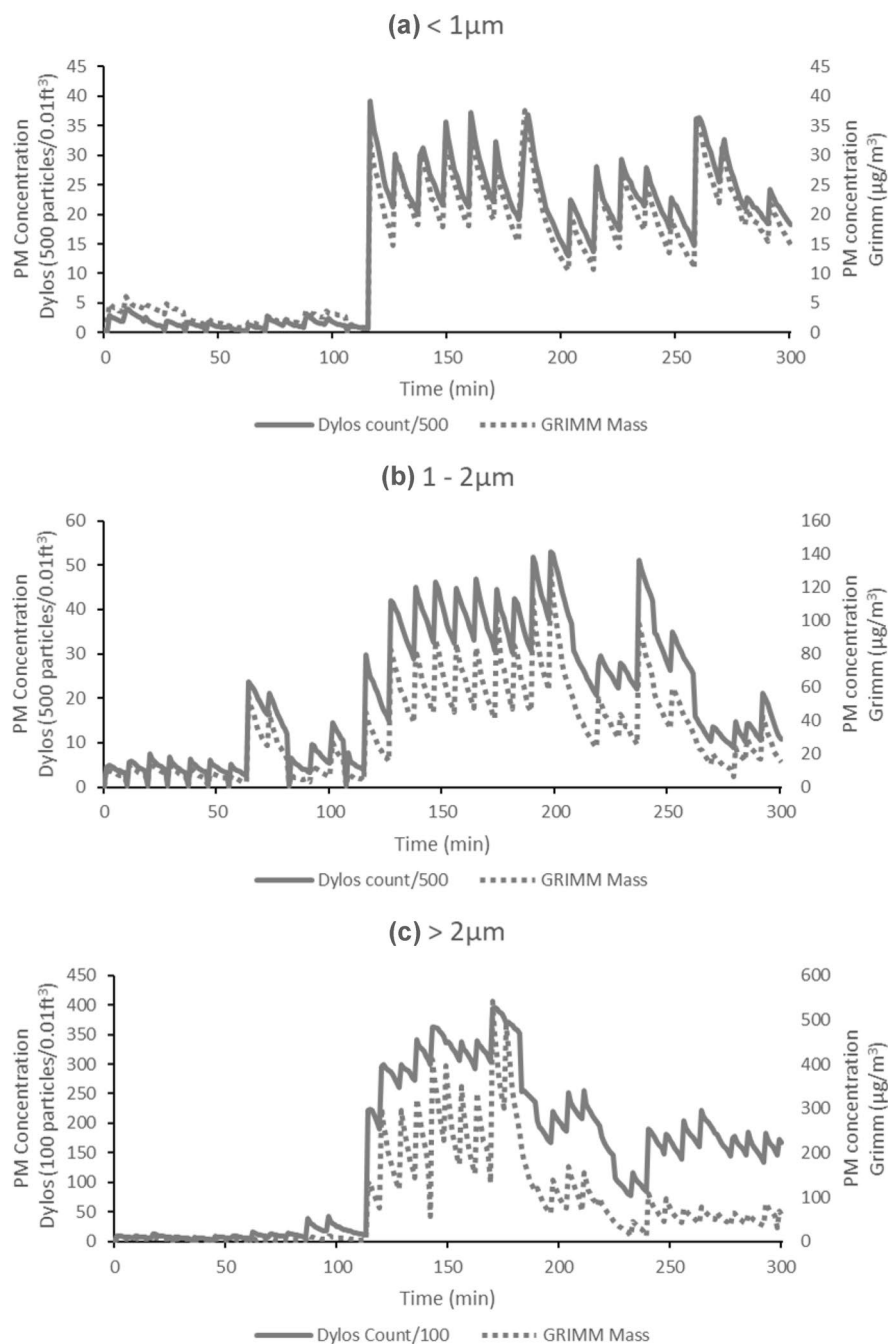 (a) < 1µm
PM Concentration
Dylos (500 particles/0.01ft³)
45
40
35
30
25
20
15
10
5
0
45
40
35
30
25
20
15
10
5
0
PM concentration
Grimm (µg/m³)
0 50 100 150 200 250 300
Time (min)
Dylos count/500 GRIMM Mass
(b) 1 - 2µm
PM Concentration
Dylos (500 particles/0.01ft³)
60
50
40
30
20
10
0
160
140
120
100
80
60
40
20
0
PM concentration
Grimm (µg/m³)
0 50 100 150 200 250 300
Time (min)
Dylos count/500 GRIMM Mass
(c) > 2µm
PM Concentration
Dylos (100 particles/0.01ft³)
450
400
350
300
250
200
150
100
50
0
600
500
400
300
200
100
0
PM concentration
Grimm (µg/m³)
0 50 100 150 200 250 300
Time (min)
Dylos Count/100 GRIMM Mass